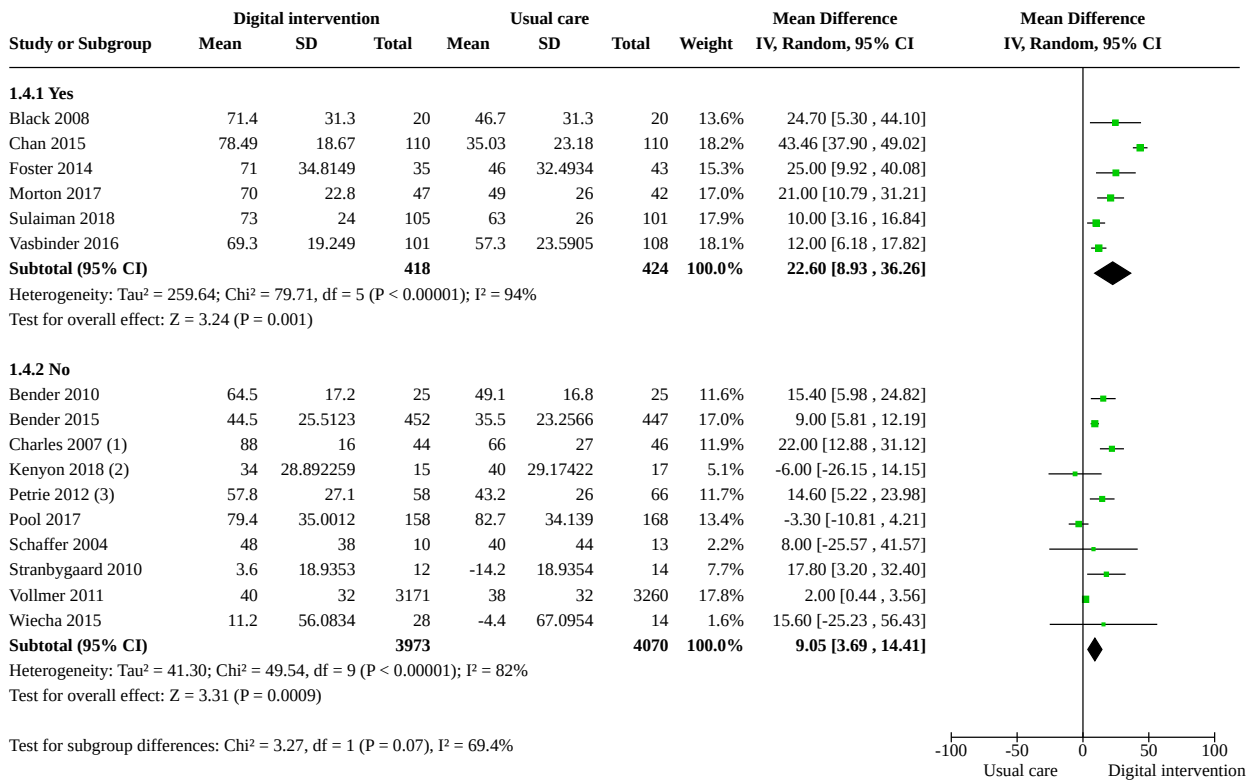 Digital intervention Usual care Mean Difference Mean Difference
Study or Subgroup Mean SD Total Mean SD Total Weight IV, Random, 95% CI IV, Random, 95% CI
1.4.1 Yes
Black 2008 71.4 31.3 20 46.7 31.3 20 13.6% 24.70 [5.30 , 44.10]
Chan 2015 78.49 18.67 110 35.03 23.18 110 18.2% 43.46 [37.90 , 49.02]
Foster 2014 71 34.8149 35 46 32.4934 43 15.3% 25.00 [9.92 , 40.08]
Morton 2017 70 22.8 47 49 26 42 17.0% 21.00 [10.79 , 31.21]
Sulaiman 2018 73 24 105 63 26 101 17.9% 10.00 [3.16 , 16.84]
Vasbinder 2016 69.3 19.249 101 57.3 23.5905 108 18.1% 12.00 [6.18 , 17.82]
Subtotal (95% CI) 418 424 100.0% 22.60 [8.93 , 36.26]
Heterogeneity: Tau² = 259.64; Chi² = 79.71, df = 5 (P < 0.00001); I² = 94%
Test for overall effect: Z = 3.24 (P = 0.001)
1.4.2 No
Bender 2010 64.5 17.2 25 49.1 16.8 25 11.6% 15.40 [5.98 , 24.82]
Bender 2015 44.5 25.5123 452 35.5 23.2566 447 17.0% 9.00 [5.81 , 12.19]
Charles 2007 (1) 88 16 44 66 27 46 11.9% 22.00 [12.88 , 31.12]
Kenyon 2018 (2) 34 28.892259 15 40 29.17422 17 5.1% -6.00 [-26.15 , 14.15]
Petrie 2012 (3) 57.8 27.1 58 43.2 26 66 11.7% 14.60 [5.22 , 23.98]
Pool 2017 79.4 35.0012 158 82.7 34.139 168 13.4% -3.30 [-10.81 , 4.21]
Schaffer 2004 48 38 10 40 44 13 2.2% 8.00 [-25.57 , 41.57]
Stranbygaard 2010 3.6 18.9353 12 -14.2 18.9354 14 7.7% 17.80 [3.20 , 32.40]
Vollmer 2011 40 32 3171 38 32 3260 17.8% 2.00 [0.44 , 3.56]
Wiecha 2015 11.2 56.0834 28 -4.4 67.0954 14 1.6% 15.60 [-25.23 , 56.43]
Subtotal (95% CI) 3973 4070 100.0% 9.05 [3.69 , 14.41]
Heterogeneity: Tau² = 41.30; Chi² = 49.54, df = 9 (P < 0.00001); I² = 82%
Test for overall effect: Z = 3.31 (P = 0.0009)
Test for subgroup differences: Chi² = 3.27, df = 1 (P = 0.07), I² = 69.4%
-100 -50 0 50 100
Usual care Digital intervention